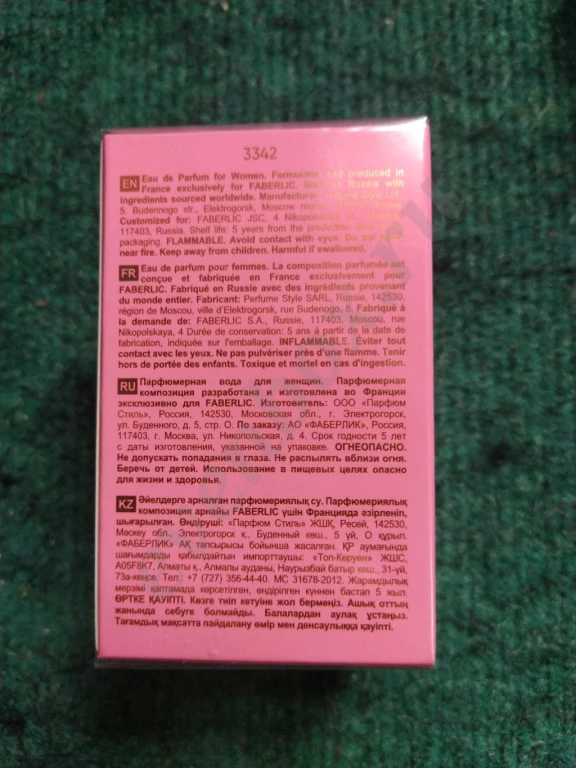 3342
EN Eau de Parfum for Women. Formulated and produced in
France exclusively for FABERLIC. in Russia with
ingredients sourced worldwide. Manufacturer: Style
5. Budennogo str., Elektrogorsk, Moscow
Customized for: FABERLIC JSC. 4
117403, Russia. Shelf life: 5 years from the production
packaging. FLAMMABLE. Avoid contact with eyes. Do not
near fire. Keep away from children. Harmful if swallowed.
FR Eau de parfum pour femmes. La composition parfumée est
conçue et fabriquée en France exclusivement pour
FABERLIC. Fabriqué en Russie avec des ingrédients provenant
du monde entier. Fabricant: Perfume Style SARL, Russie, 142530,
région de Moscou, ville d'Elektrogorsk, rue Budenogo, 5. Fabriqué à
la demande de: FABERLIC S.A., Russie, 117403, Moscou, rue
Nikopolskaya, 4 Durée de conservation: 5 ans à partir de la date de
fabrication, indiquée sur l'emballage. INFLAMMABLE. Éviter tout
contact avec les yeux. Ne pas pulvériser près d'une flamme. Tenir
hors de portée des enfants. Toxique et mortel en cas d'ingestion.
RU Парфюмерная вода для женщин. Парфюмерная
композиция разработана и изготовлена во Франции
эксклюзивно для FABERLIC. Изготовитель: ООО «Парфюм
Стиль», Россия, 142530, Московская обл., г. Электрогорск,
ул. Буденного, д. 5, стр. О. По заказу: АО «ФАБЕРЛИК», Россия,
117403, г. Москва, ул. Никопольская, д. 4. Срок годности 5 лет
с даты изготовления, указанной на упаковке. ОГНЕОПАСНО.
Не допускать попадания в глаза. Не распылять вблизи огня.
Беречь от детей. Использование в пищевых целях опасно
для жизни и здоровья.
KZ Әйелдерге арналған парфюмериялық су. Парфюмериялық
композиция арнайы FABERLIC үшін Францияда әзірленіп,
шығарылған. Өндіруші: «Парфюм Стиль» ЖШҚ, Ресей, 142530,
Мәскеу обл., Электрогорск қ., Буденный көш., 5 үй, О құрыл.
«ФАБЕРЛИК» АҚ тапсырысы бойынша жасалған. ҚР аумағында
шағымдарды қабылдайтын импорттаушы: «Топ-Керуен» ЖШС,
A05F8K7, Алматы қ., Алмалы ауданы, Наурызбай батыр көш., 31-үй,
73а-кеңсе. Тел.: +7 (727) 356-44-40. МС 31678-2012. Жарамдылық
мерзімі қаптамада көрсетілген, өндірілген күннен бастап 5 жыл.
ӨРТКЕ ҚАУІПТІ. Көзге тиіп кетуіне жол бермеңіз. Ашық оттың
жанында себуге болмайды. Балалардан аулақ ұстаңыз.
Тағамдық мақсатта пайдалану өмір мен денсаулыққа қауіпті.